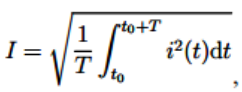 I = \sqrt{\frac{1}{T} \int_{t_0}^{t_0+T} i^2(t)\mathrm{d}t},